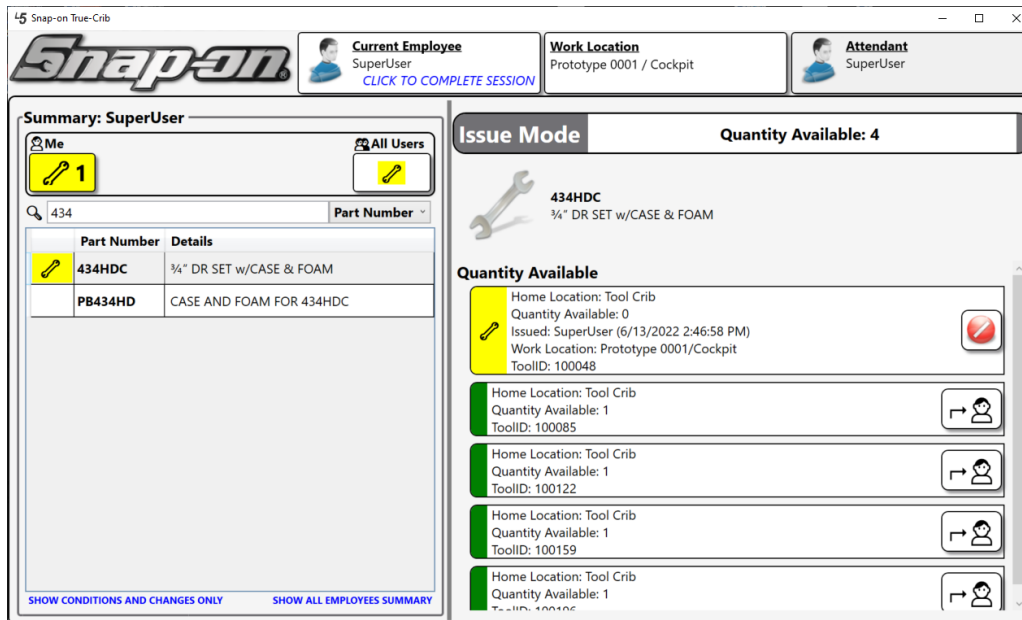 Snap-on True-Crib
Snap-on®
Current Employee
SuperUser
CLICK TO COMPLETE SESSION
Work Location
Prototype 0001 / Cockpit
Attendant
SuperUser
Summary: SuperUser
Me
All Users
1
434
Part Number
Part Number Details
434HDC ¾” DR SET w/CASE & FOAM
PB434HD CASE AND FOAM FOR 434HDC
SHOW CONDITIONS AND CHANGES ONLY SHOW ALL EMPLOYEES SUMMARY
Issue Mode
Quantity Available: 4
434HDC
¾” DR SET w/CASE & FOAM
Quantity Available
Home Location: Tool Crib
Quantity Available: 0
Issued: SuperUser (6/13/2022 2:46:58 PM)
Work Location: Prototype 0001/Cockpit
ToolID: 100048
Home Location: Tool Crib
Quantity Available: 1
ToolID: 100085
Home Location: Tool Crib
Quantity Available: 1
ToolID: 100122
Home Location: Tool Crib
Quantity Available: 1
ToolID: 100159
Home Location: Tool Crib
Quantity Available: 1